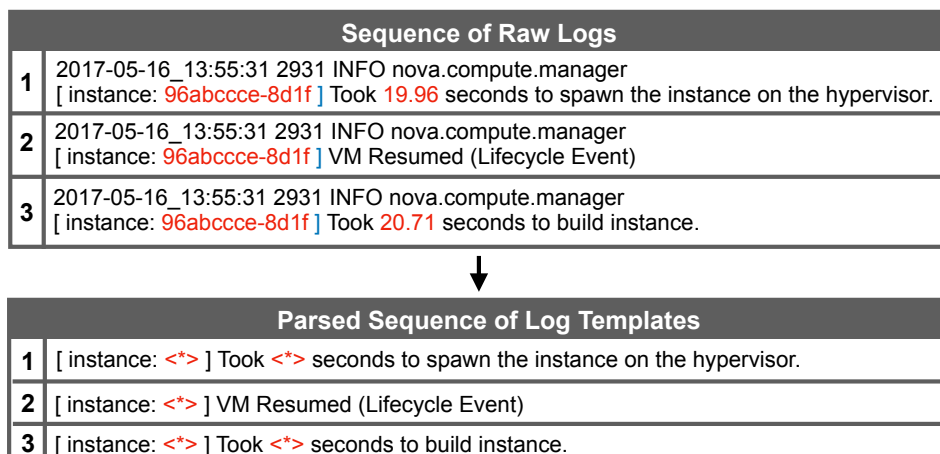 Sequence of Raw Logs
1
2017-05-16_13:55:31 2931 INFO nova.compute.manager
[ instance: 96abccce-8d1f ] Took 19.96 seconds to spawn the instance on the hypervisor.
2
2017-05-16_13:55:31 2931 INFO nova.compute.manager
[ instance: 96abccce-8d1f ] VM Resumed (Lifecycle Event)
3
2017-05-16_13:55:31 2931 INFO nova.compute.manager
[ instance: 96abccce-8d1f ] Took 20.71 seconds to build instance.
Parsed Sequence of Log Templates
1 [ instance: <*> ] Took <*> seconds to spawn the instance on the hypervisor.
2 [ instance: <*> ] VM Resumed (Lifecycle Event)
3 [ instance: <*> ] Took <*> seconds to build instance.